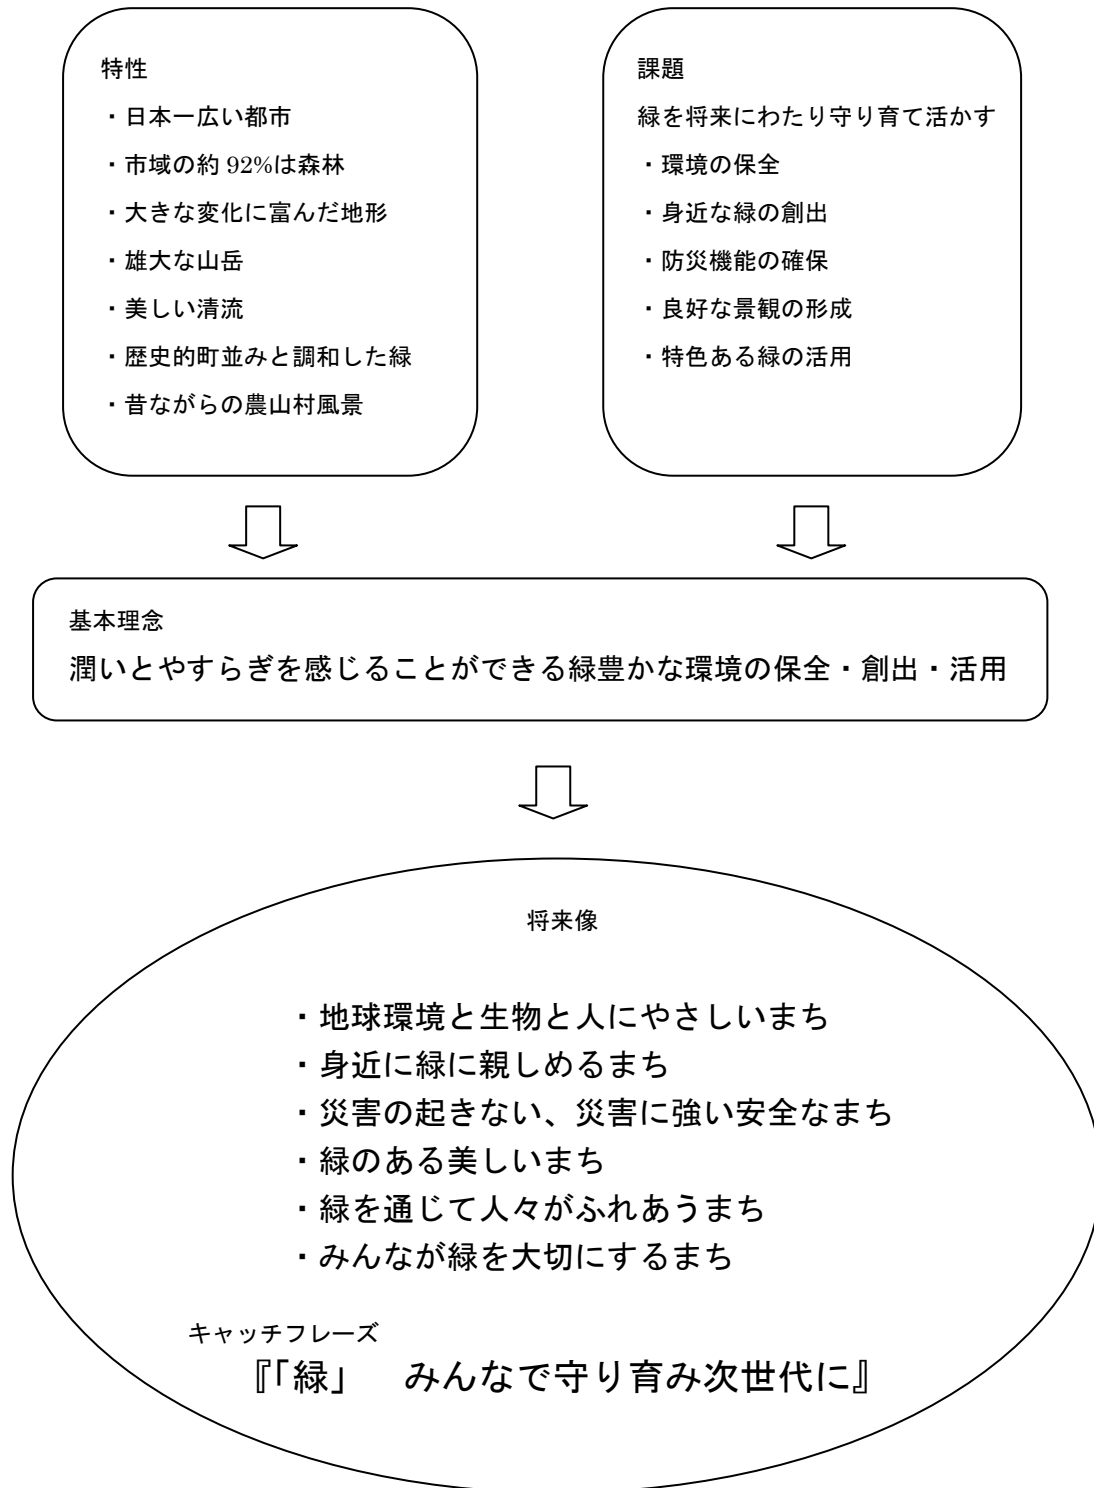 特性
・日本一広い都市
・市域の約 92%は森林
・大きな変化に富んだ地形
・雄大な山岳
・美しい清流
・歴史的町並みと調和した緑
・昔ながらの農山村風景
課題
緑を将来にわたり守り育て活かす
・環境の保全
・身近な緑の創出
・防災機能の確保
・良好な景観の形成
・特色ある緑の活用
基本理念
潤いとやすらぎを感じることができる緑豊かな環境の保全・創出・活用
将来像
・地球環境と生物と人にやさしいまち
・身近に緑に親しめるまち
・災害の起きない、災害に強い安全なまち
・緑のある美しいまち
・緑を通じて人々がふれあうまち
・みんなが緑を大切にするまち
キャッチフレーズ
『「緑」　みんなで守り育み次世代に』